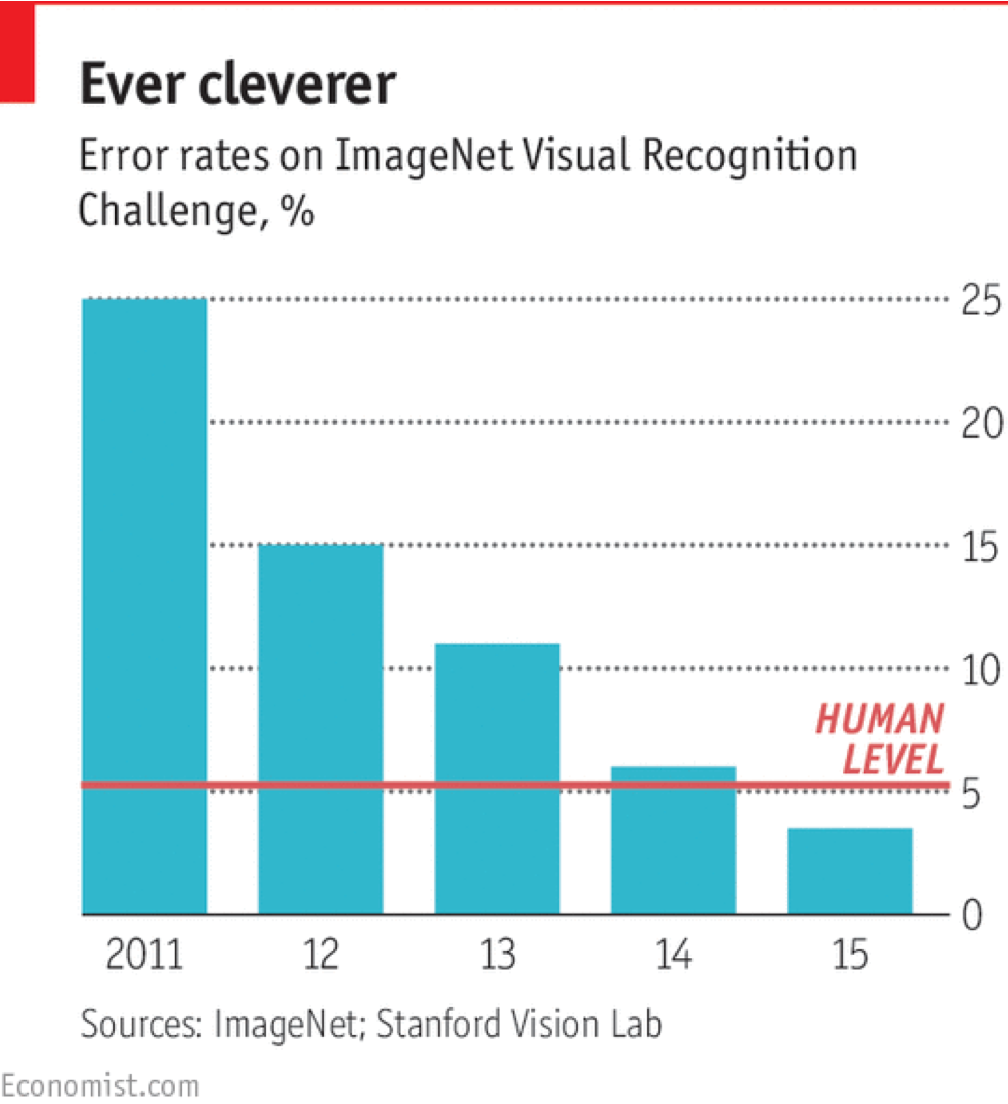 Ever cleverer
Error rates on ImageNet Visual Recognition
Challenge, %
25
20
15
10
HUMAN
LEVEL
5
0
2011 12 13 14 15
Sources: ImageNet; Stanford Vision Lab
Economist.com